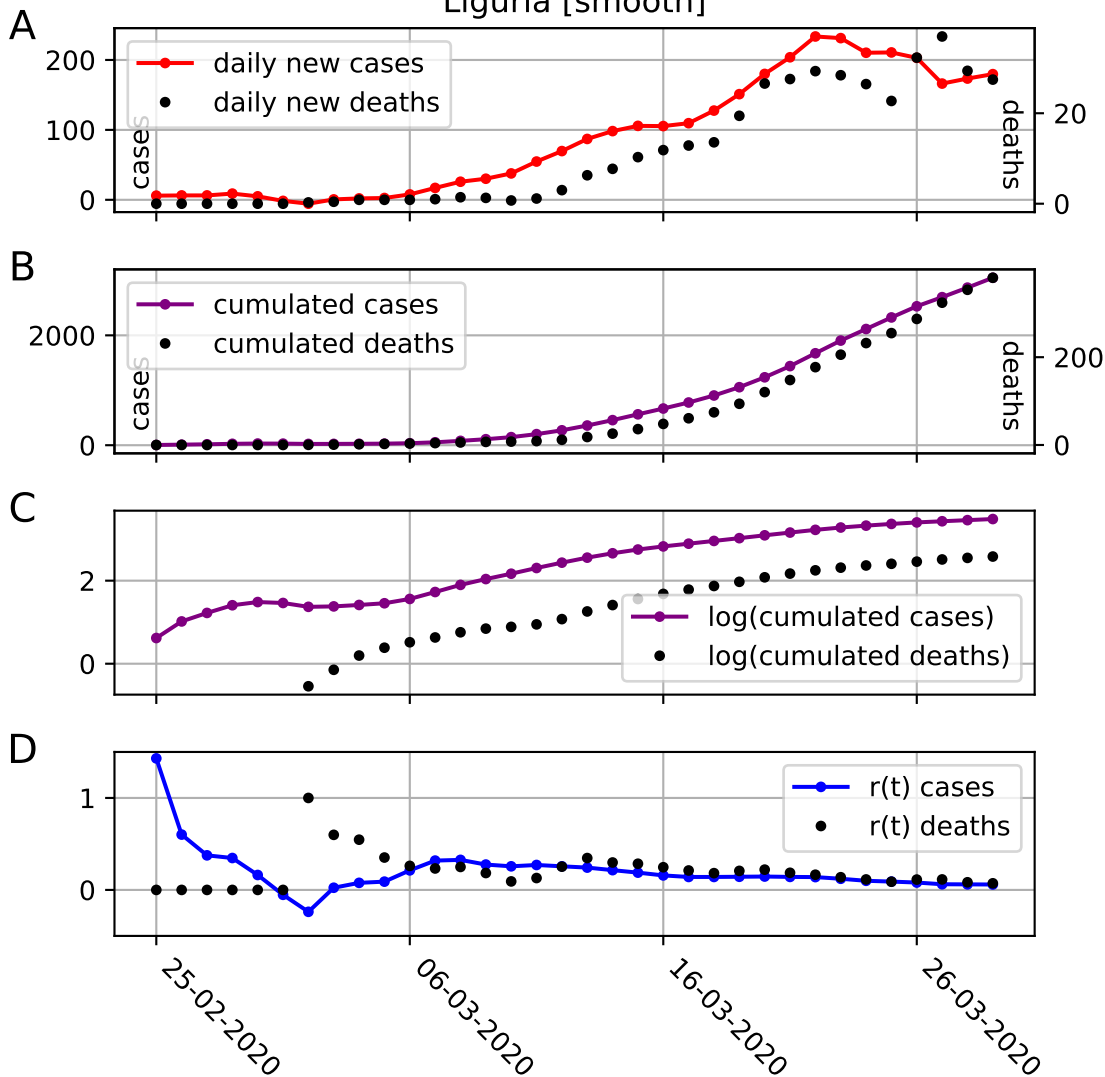 Liguria [smooth]
A
200
100
0
cases
daily new cases
daily new deaths
deaths
20
0
B
2000
0
cases
cumulated cases
cumulated deaths
deaths
200
0
C
2
0
log(cumulated cases)
log(cumulated deaths)
D
1
0
r(t) cases
r(t) deaths
25-02-2020
06-03-2020
16-03-2020
26-03-2020